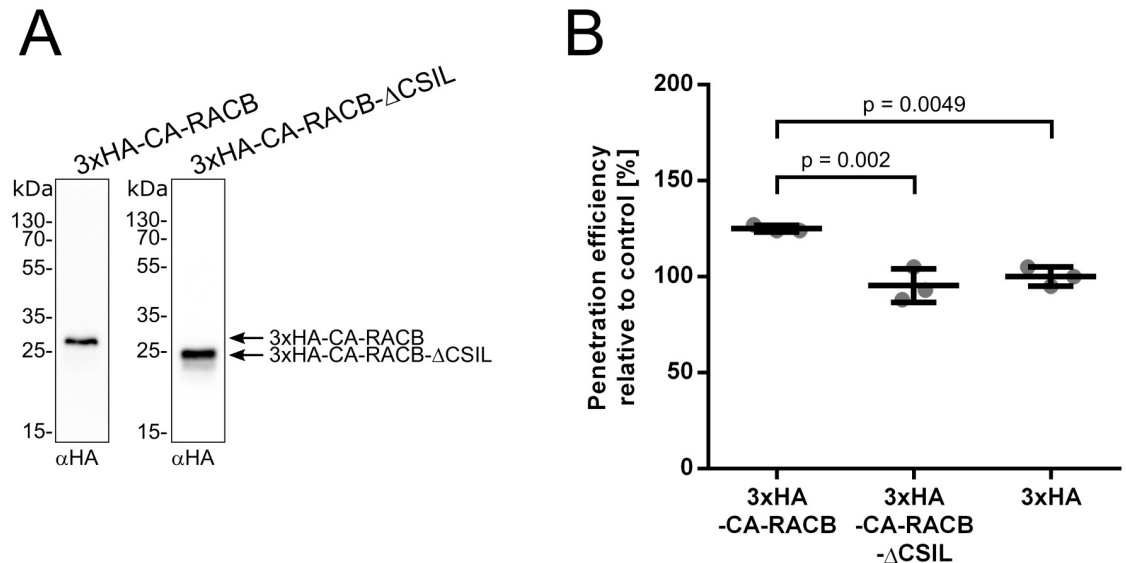 A
3xHA-CA-RACB
3xHA-CA-RACB-ΔCSIL
kDa
130-
70-
55-
35-
25-
15-
αHA
kDa
130-
70-
55-
35-
25-
15-
αHA
3xHA-CA-RACB
3xHA-CA-RACB-ΔCSIL
B
Penetration efficiency
relative to control [%]
200
150
100
50
0
p = 0.0049
p = 0.002
3xHA
-CA-RACB
3xHA
-CA-RACB
-ΔCSIL
3xHA